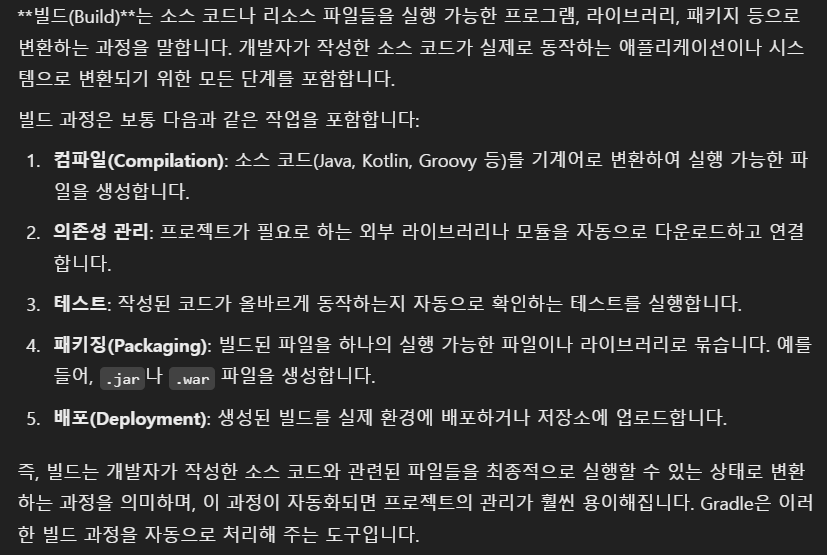 **빌드(Build)**는 소스 코드나 리소스 파일들을 실행 가능한 프로그램, 라이브러리, 패키지 등으로
변환하는 과정을 말합니다. 개발자가 작성한 소스 코드가 실제로 동작하는 애플리케이션이나 시스
템으로 변환되기 위한 모든 단계를 포함합니다.
빌드 과정은 보통 다음과 같은 작업을 포함합니다:
1. 컴파일(Compilation): 소스 코드(Java, Kotlin, Groovy 등)를 기계어로 변환하여 실행 가능한 파
일을 생성합니다.
2. 의존성 관리: 프로젝트가 필요로 하는 외부 라이브러리나 모듈을 자동으로 다운로드하고 연결
합니다.
3. 테스트: 작성된 코드가 올바르게 동작하는지 자동으로 확인하는 테스트를 실행합니다.
4. 패키징(Packaging): 빌드된 파일을 하나의 실행 가능한 파일이나 라이브러리로 묶습니다. 예를
들어, .jar나 .war 파일을 생성합니다.
5. 배포(Deployment): 생성된 빌드를 실제 환경에 배포하거나 저장소에 업로드합니다.
즉, 빌드는 개발자가 작성한 소스 코드와 관련된 파일들을 최종적으로 실행할 수 있는 상태로 변환
하는 과정을 의미하며, 이 과정이 자동화되면 프로젝트의 관리가 훨씬 용이해집니다. Gradle은 이러
한 빌드 과정을 자동으로 처리해 주는 도구입니다.